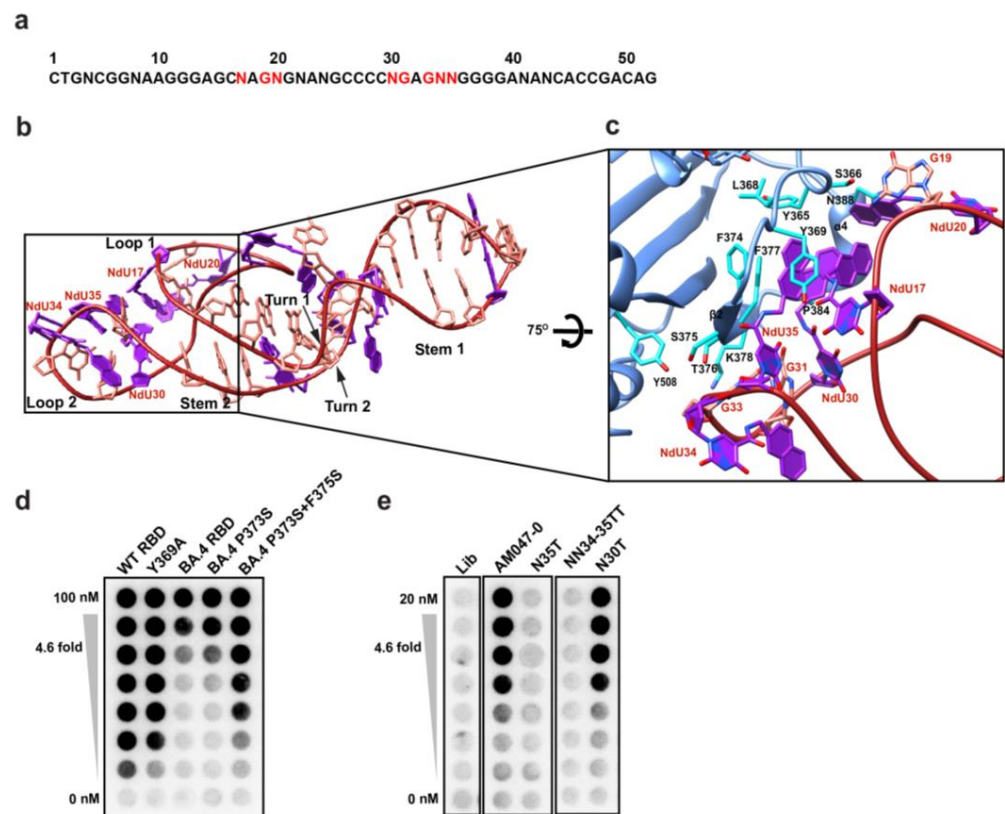 a
1 10 20 30 40 50
CTGNCGGNAAGGGAGCNAGNGNANGCCCCNGAGNNGGGGANANCACCGACAG
b
Loop 1
NdU17
NdU20
NdU34
NdU35
Turn 1
NdU30
Loop 2
Stem 2
Turn 2
Stem 1
75°
c
S366
G19
L368
N388
Y365
Y369
α4
NdU20
F374
F377
NdU17
P384
β2
NdU35
S375
G31
T376
K378
Y508
NdU30
G33
NdU34
d
WT RBD
Y369A
BA.4 RBD
BA.4 P373S
BA.4 P373S+F375S
100 nM
4.6 fold
0 nM
e
Lib
AM047-0
N35T
NN34-35TT
N30T
20 nM
4.6 fold
0 nM